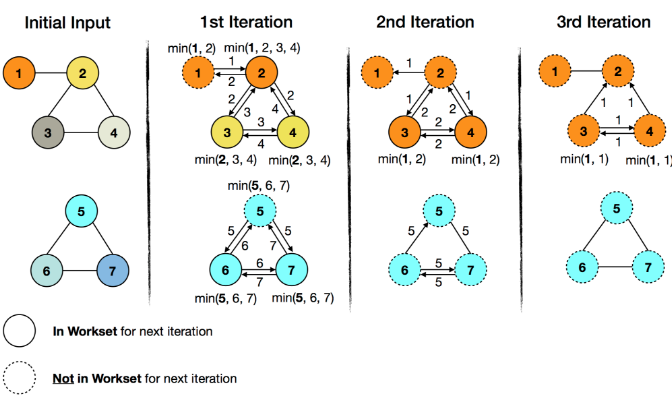 Initial Input
1st Iteration
2nd Iteration
3rd Iteration
min(1, 2) min(1, 2, 3, 4)
1 2
3 4
1 2
1
2
2 3 2 4
3 4
3
4
min(2, 3, 4) min(2, 3, 4)
1 2
1
1 2 1 2
3 4
2
2
min(1, 2) min(1, 2)
1 2
1 1
3 4
1
1
min(1, 1) min(1, 1)
5
6 7
min(5, 6, 7)
5
5 6 7 5
6 7
6
7
min(5, 6, 7) min(5, 6, 7)
5
5 5
6 7
5
5
5
6 7
In Workset for next iteration
Not in Workset for next iteration